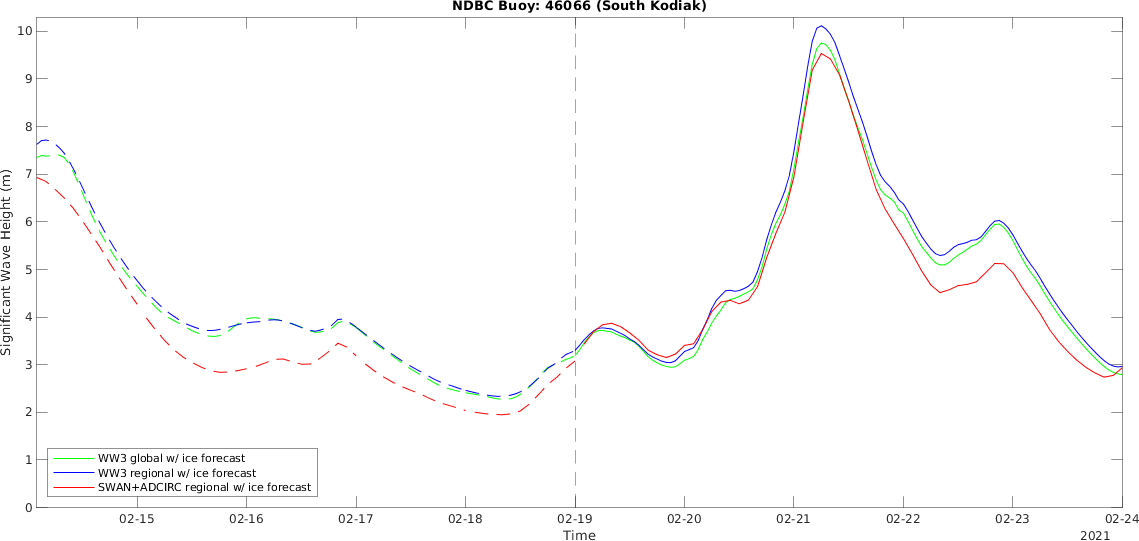 NDBC Buoy: 46066 (South Kodiak)
10
9
8
7
6
5
4
3
2
1
0
Significant Wave Height (m)
WW3 global w/ ice forecast
WW3 regional w/ ice forecast
SWAN+ADCIRC regional w/ ice forecast
02-15 02-16 02-17 02-18 02-19 02-20 02-21 02-22 02-23 02-24
Time
2021